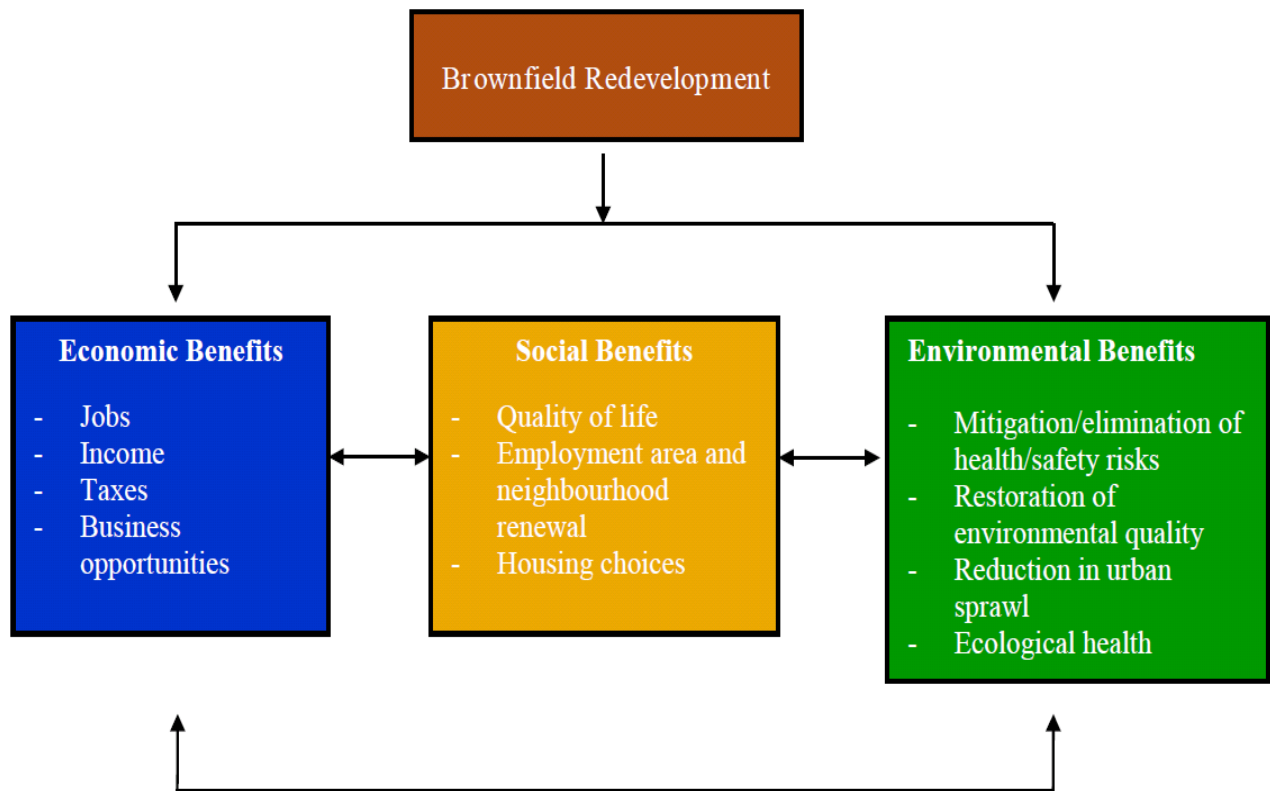 Brownfield Redevelopment
Economic Benefits
- Jobs
- Income
- Taxes
- Business
opportunities
Social Benefits
- Quality of life
- Employment area and
neighbourhood
renewal
- Housing choices
Environmental Benefits
- Mitigation/elimination of
health/safety risks
- Restoration of
environmental quality
- Reduction in urban
sprawl
- Ecological health